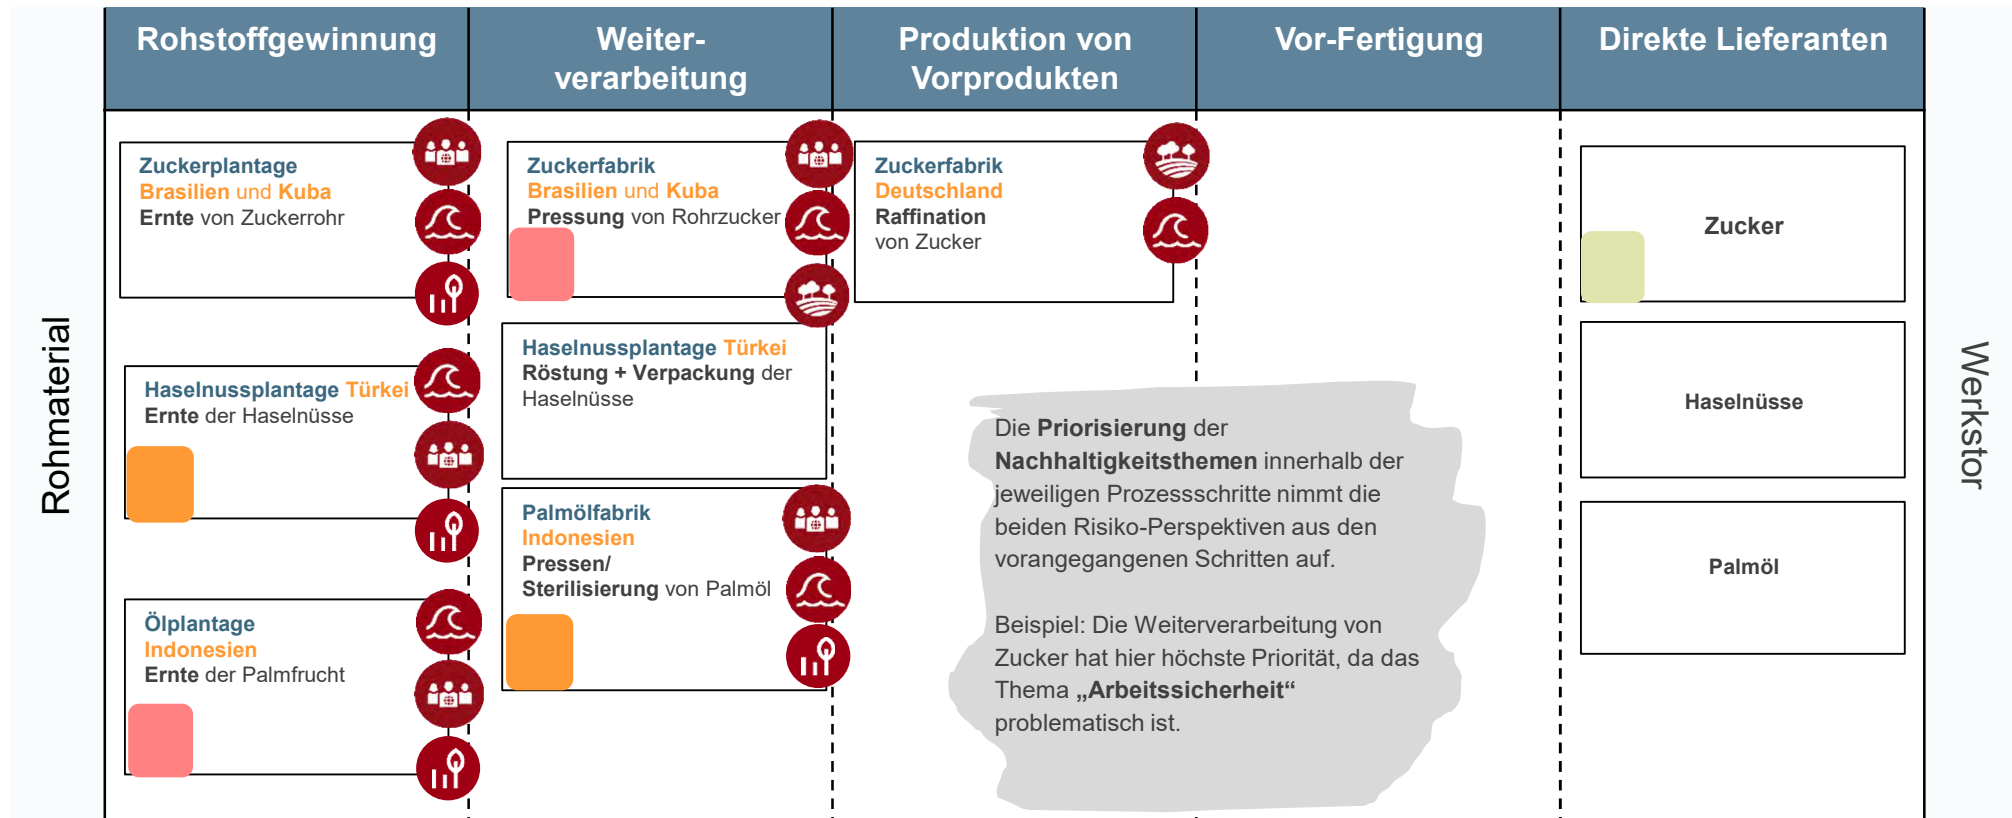 Rohstoffgewinnung
Weiter-
verarbeitung
Produktion von
Vorprodukten
Vor-Fertigung
Direkte Lieferanten
Rohmaterial
Zuckerplantage
Brasilien und Kuba
Ernte von Zuckerrohr
Haselnussplantage Türkei
Ernte der Haselnüsse
Ölplantage
Indonesien
Ernte der Palmfrucht
Zuckerfabrik
Brasilien und Kuba
Pressung von Rohrzucker
Haselnussplantage Türkei
Röstung + Verpackung der
Haselnüsse
Palmölfabrik
Indonesien
Pressen/
Sterilisierung von Palmöl
Zuckerfabrik
Deutschland
Raffination
von Zucker
Die Priorisierung der
Nachhaltigkeitsthemen innerhalb der
jeweiligen Prozessschritte nimmt die
beiden Risiko-Perspektiven aus den
vorangegangenen Schritten auf.
Beispiel: Die Weiterverarbeitung von
Zucker hat hier höchste Priorität, da das
Thema „Arbeitssicherheit“
problematisch ist.
Zucker
Haselnüsse
Palmöl
Werkstor